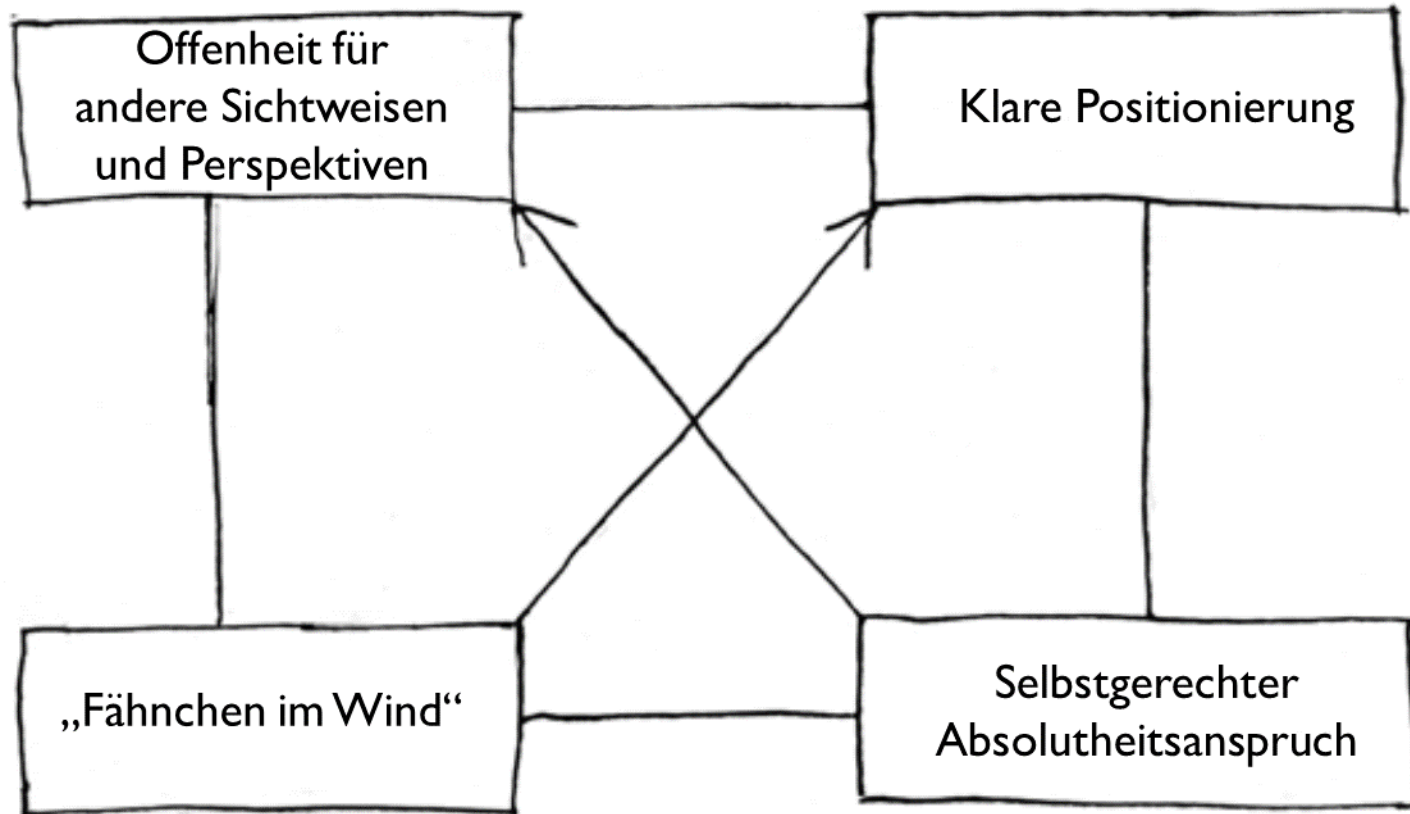 Offenheit für
andere Sichtweisen
und Perspektiven
Klare Positionierung
„Fähnchen im Wind“
Selbstgerechter
Absolutheitsanspruch